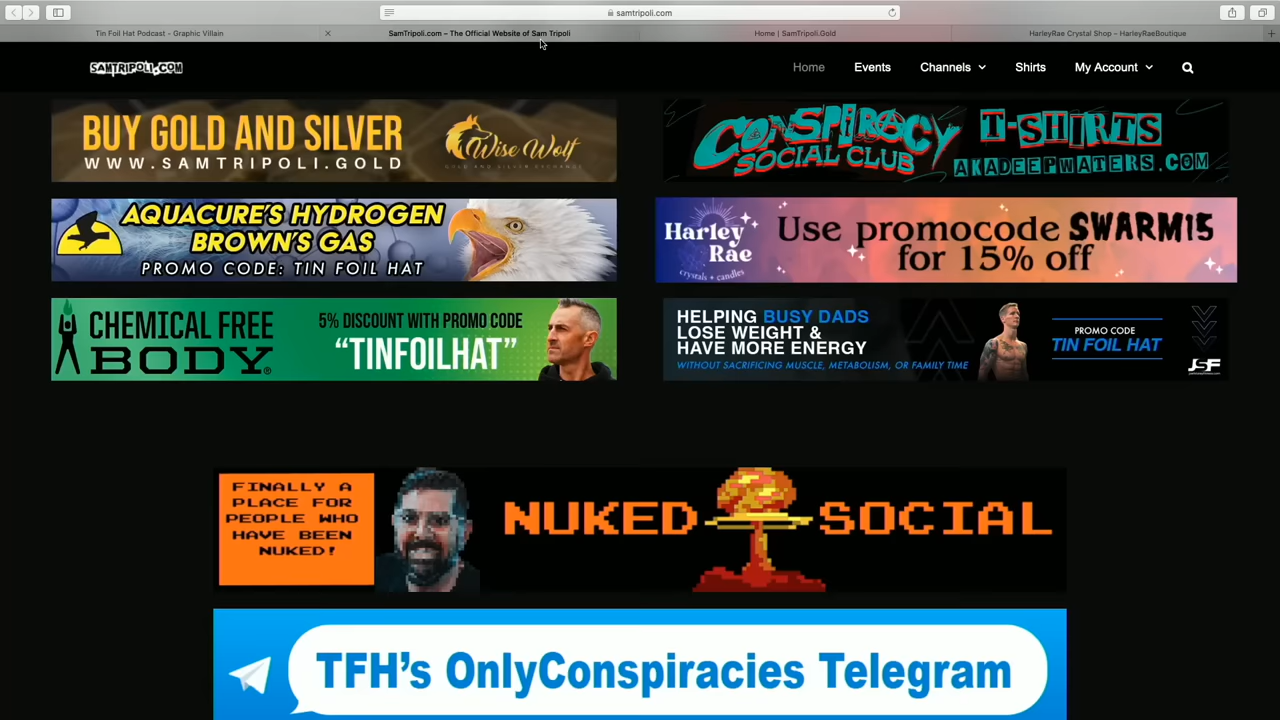 samtripoli.com
Tin Foil Hat Podcast - Graphic Villain
SamTripoli.com – The Official Website of Sam Tripoli
Home | SamTripoli.Gold
HarleyRae Crystal Shop – HarleyRaeBoutique
SAMTRIPOLI.COM
Home
Events
Channels
Shirts
My Account
BUY GOLD AND SILVER
WWW.SAMTRIPOLI.GOLD
Wise Wolf
GOLD AND SILVER EXCHANGE
CONSPIRACY
SOCIAL CLUB
T-SHIRTS
AKADEEPWATERS.COM
AQUACURE'S HYDROGEN
BROWN'S GAS
PROMO CODE: TIN FOIL HAT
Harley
Rae
crystals + candles
Use promocode SWARM15
for 15% off
CHEMICAL FREE
BODY®
5% DISCOUNT WITH PROMO CODE
“TINFOILHAT”
HELPING BUSY DADS
LOSE WEIGHT &
HAVE MORE ENERGY
WITHOUT SACRIFICING MUSCLE, METABOLISM, OR FAMILY TIME
PROMO CODE
TIN FOIL HAT
JSF
FINALLY A
PLACE FOR
PEOPLE WHO
HAVE BEEN
NUKED!
NUKED SOCIAL
TFH's OnlyConspiracies Telegram